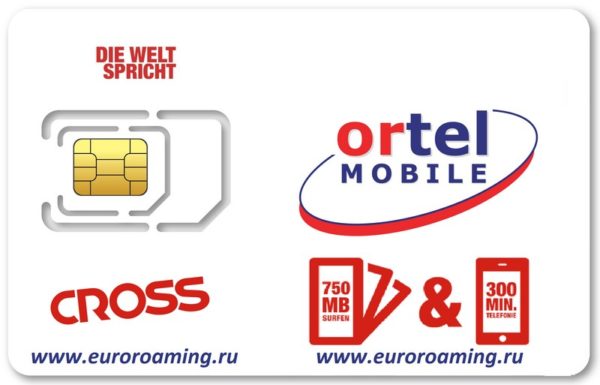 DIE WELT
SPRICHT
ortel
MOBILE
CROSS
750
MB
SURFEN
&
300
MIN.
TELEFONIE
www.euroroaming.ru
www.euroroaming.ru